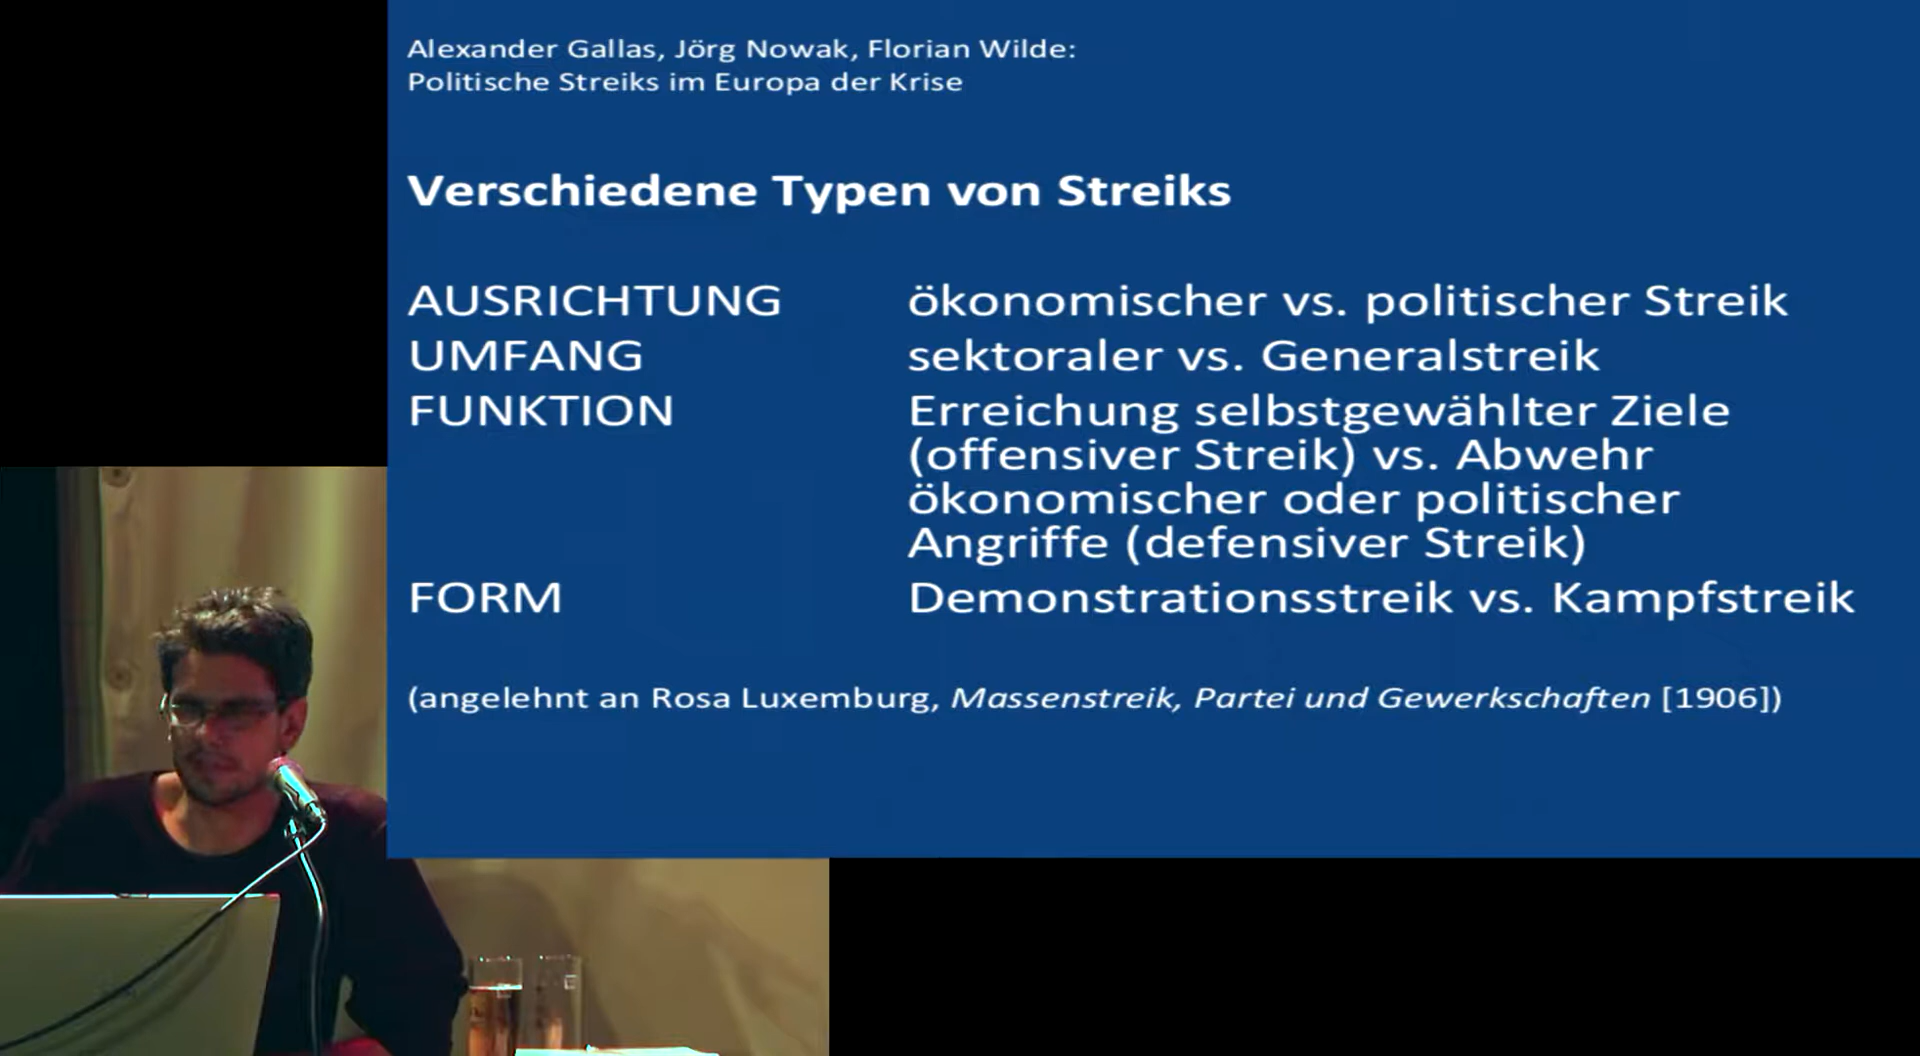 Alexander Gallas, Jörg Nowak, Florian Wilde:
Politische Streiks im Europa der Krise
Verschiedene Typen von Streiks
AUSRICHTUNG ökonomischer vs. politischer Streik
UMFANG sektoraler vs. Generalstreik
FUNKTION Erreichung selbstgewählter Ziele
(offensiver Streik) vs. Abwehr
ökonomischer oder politischer
Angriffe (defensiver Streik)
FORM Demonstrationsstreik vs. Kampfstreik
(angelehnt an Rosa Luxemburg, Massenstreik, Partei und Gewerkschaften [1906])